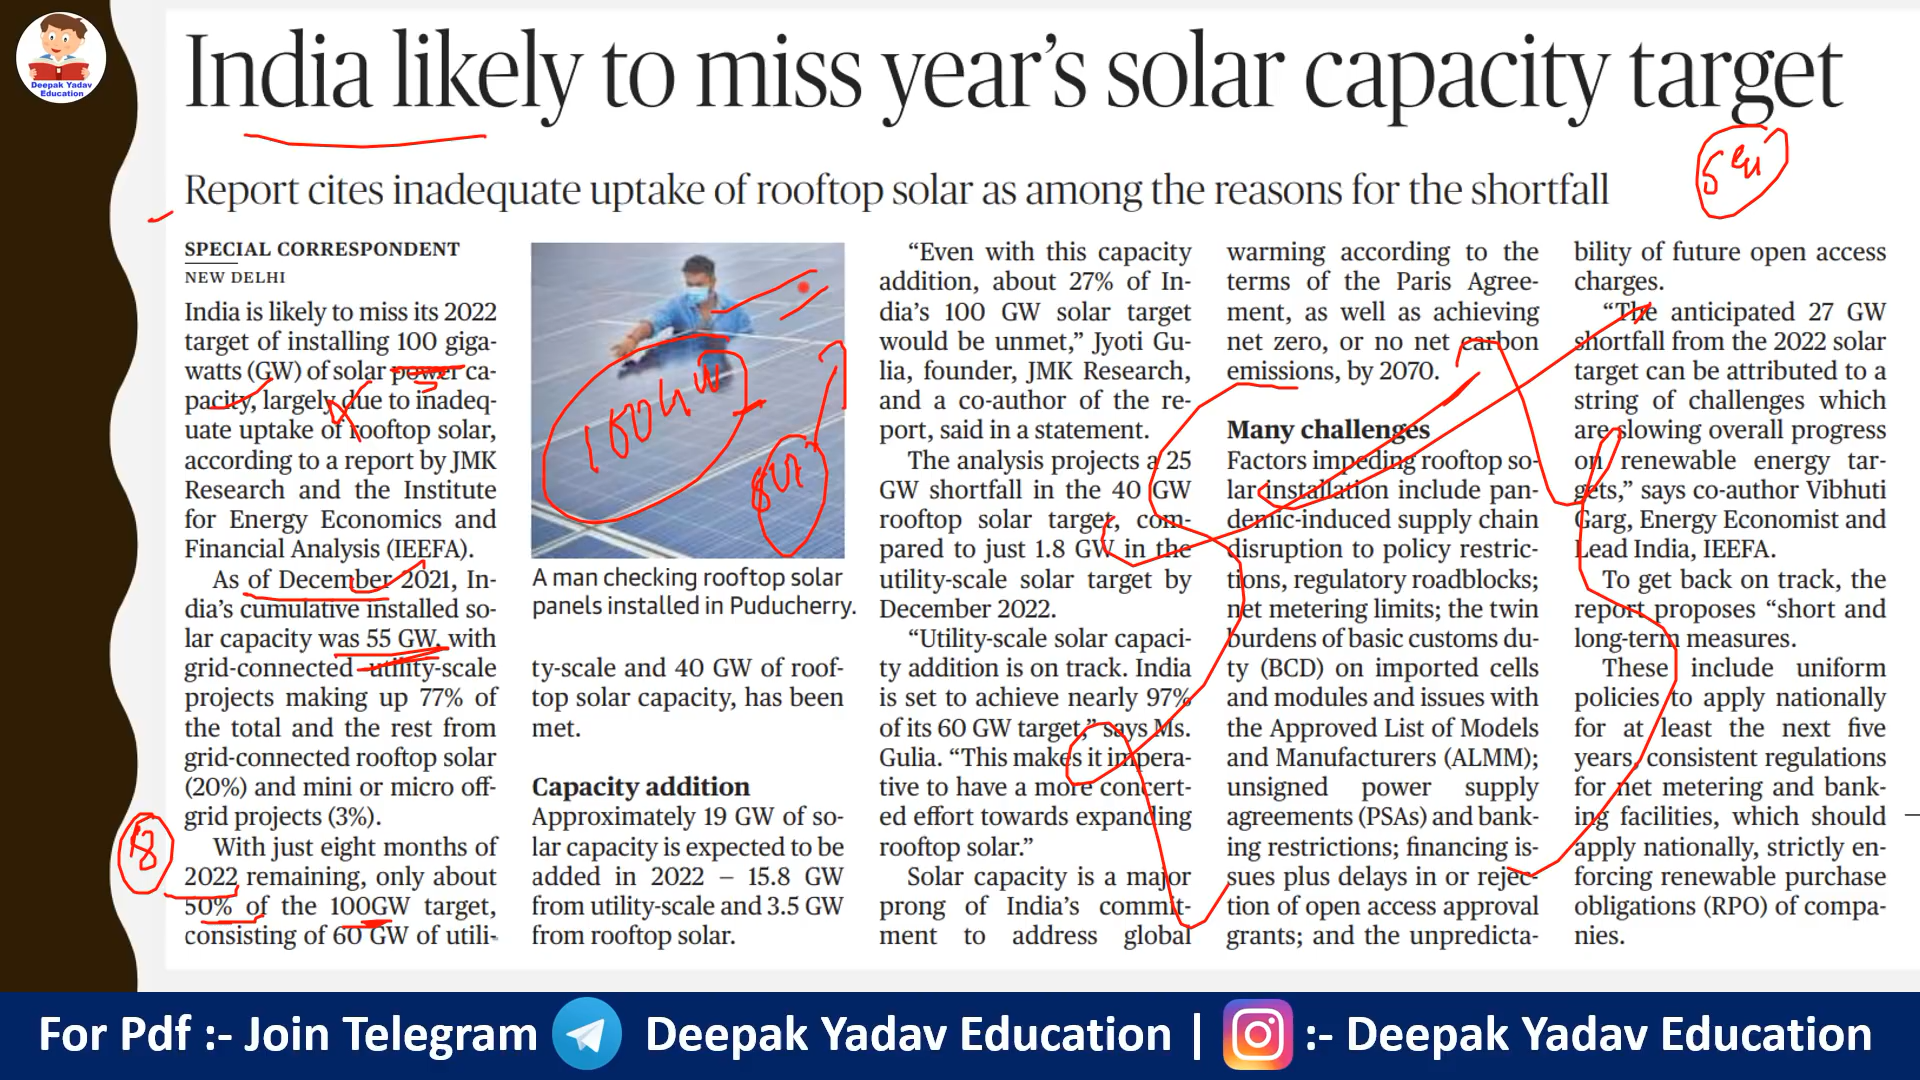 Deepak Yadav
Education
India likely to miss year’s solar capacity target
Report cites inadequate uptake of rooftop solar as among the reasons for the shortfall
SPECIAL CORRESPONDENT
NEW DELHI
India is likely to miss its 2022
target of installing 100 giga-
watts (GW) of solar power ca-
pacity, largely due to inadeq-
uate uptake of rooftop solar,
according to a report by JMK
Research and the Institute
for Energy Economics and
Financial Analysis (IEEFA).
As of December 2021, In-
dia’s cumulative installed so-
lar capacity was 55 GW, with
grid-connected utility-scale
projects making up 77% of
the total and the rest from
grid-connected rooftop solar
(20%) and mini or micro off-
grid projects (3%).
With just eight months of
2022 remaining, only about
50% of the 100GW target,
consisting of 60 GW of utili-
A man checking rooftop solar
panels installed in Puducherry.
ty-scale and 40 GW of roof-
top solar capacity, has been
met.
Capacity addition
Approximately 19 GW of so-
lar capacity is expected to be
added in 2022 – 15.8 GW
from utility-scale and 3.5 GW
from rooftop solar.
“Even with this capacity
addition, about 27% of In-
dia’s 100 GW solar target
would be unmet,” Jyoti Gu-
lia, founder, JMK Research,
and a co-author of the re-
port, said in a statement.
The analysis projects a 25
GW shortfall in the 40 GW
rooftop solar target, com-
pared to just 1.8 GW in the
utility-scale solar target by
December 2022.
“Utility-scale solar capaci-
ty addition is on track. India
is set to achieve nearly 97%
of its 60 GW target,” says Ms.
Gulia. “This makes it impera-
tive to have a more concert-
ed effort towards expanding
rooftop solar.”
Solar capacity is a major
prong of India’s commit-
ment to address global
warming according to the
terms of the Paris Agree-
ment, as well as achieving
net zero, or no net carbon
emissions, by 2070.
Many challenges
Factors impeding rooftop so-
lar installation include pan-
demic-induced supply chain
disruption to policy restric-
tions, regulatory roadblocks;
net metering limits; the twin
burdens of basic customs du-
ty (BCD) on imported cells
and modules and issues with
the Approved List of Models
and Manufacturers (ALMM);
unsigned power supply
agreements (PSAs) and bank-
ing restrictions; financing is-
sues plus delays in or rejec-
tion of open access approval
grants; and the unpredicta-
bility of future open access
charges.
“The anticipated 27 GW
shortfall from the 2022 solar
target can be attributed to a
string of challenges which
are slowing overall progress
on renewable energy tar-
gets,” says co-author Vibhuti
Garg, Energy Economist and
Lead India, IEEFA.
To get back on track, the
report proposes “short and
long-term measures.
These include uniform
policies to apply nationally
for at least the next five
years, consistent regulations
for net metering and bank-
ing facilities, which should
apply nationally, strictly en-
forcing renewable purchase
obligations (RPO) of compa-
nies.
For Pdf :- Join Telegram Deepak Yadav Education | :- Deepak Yadav Education